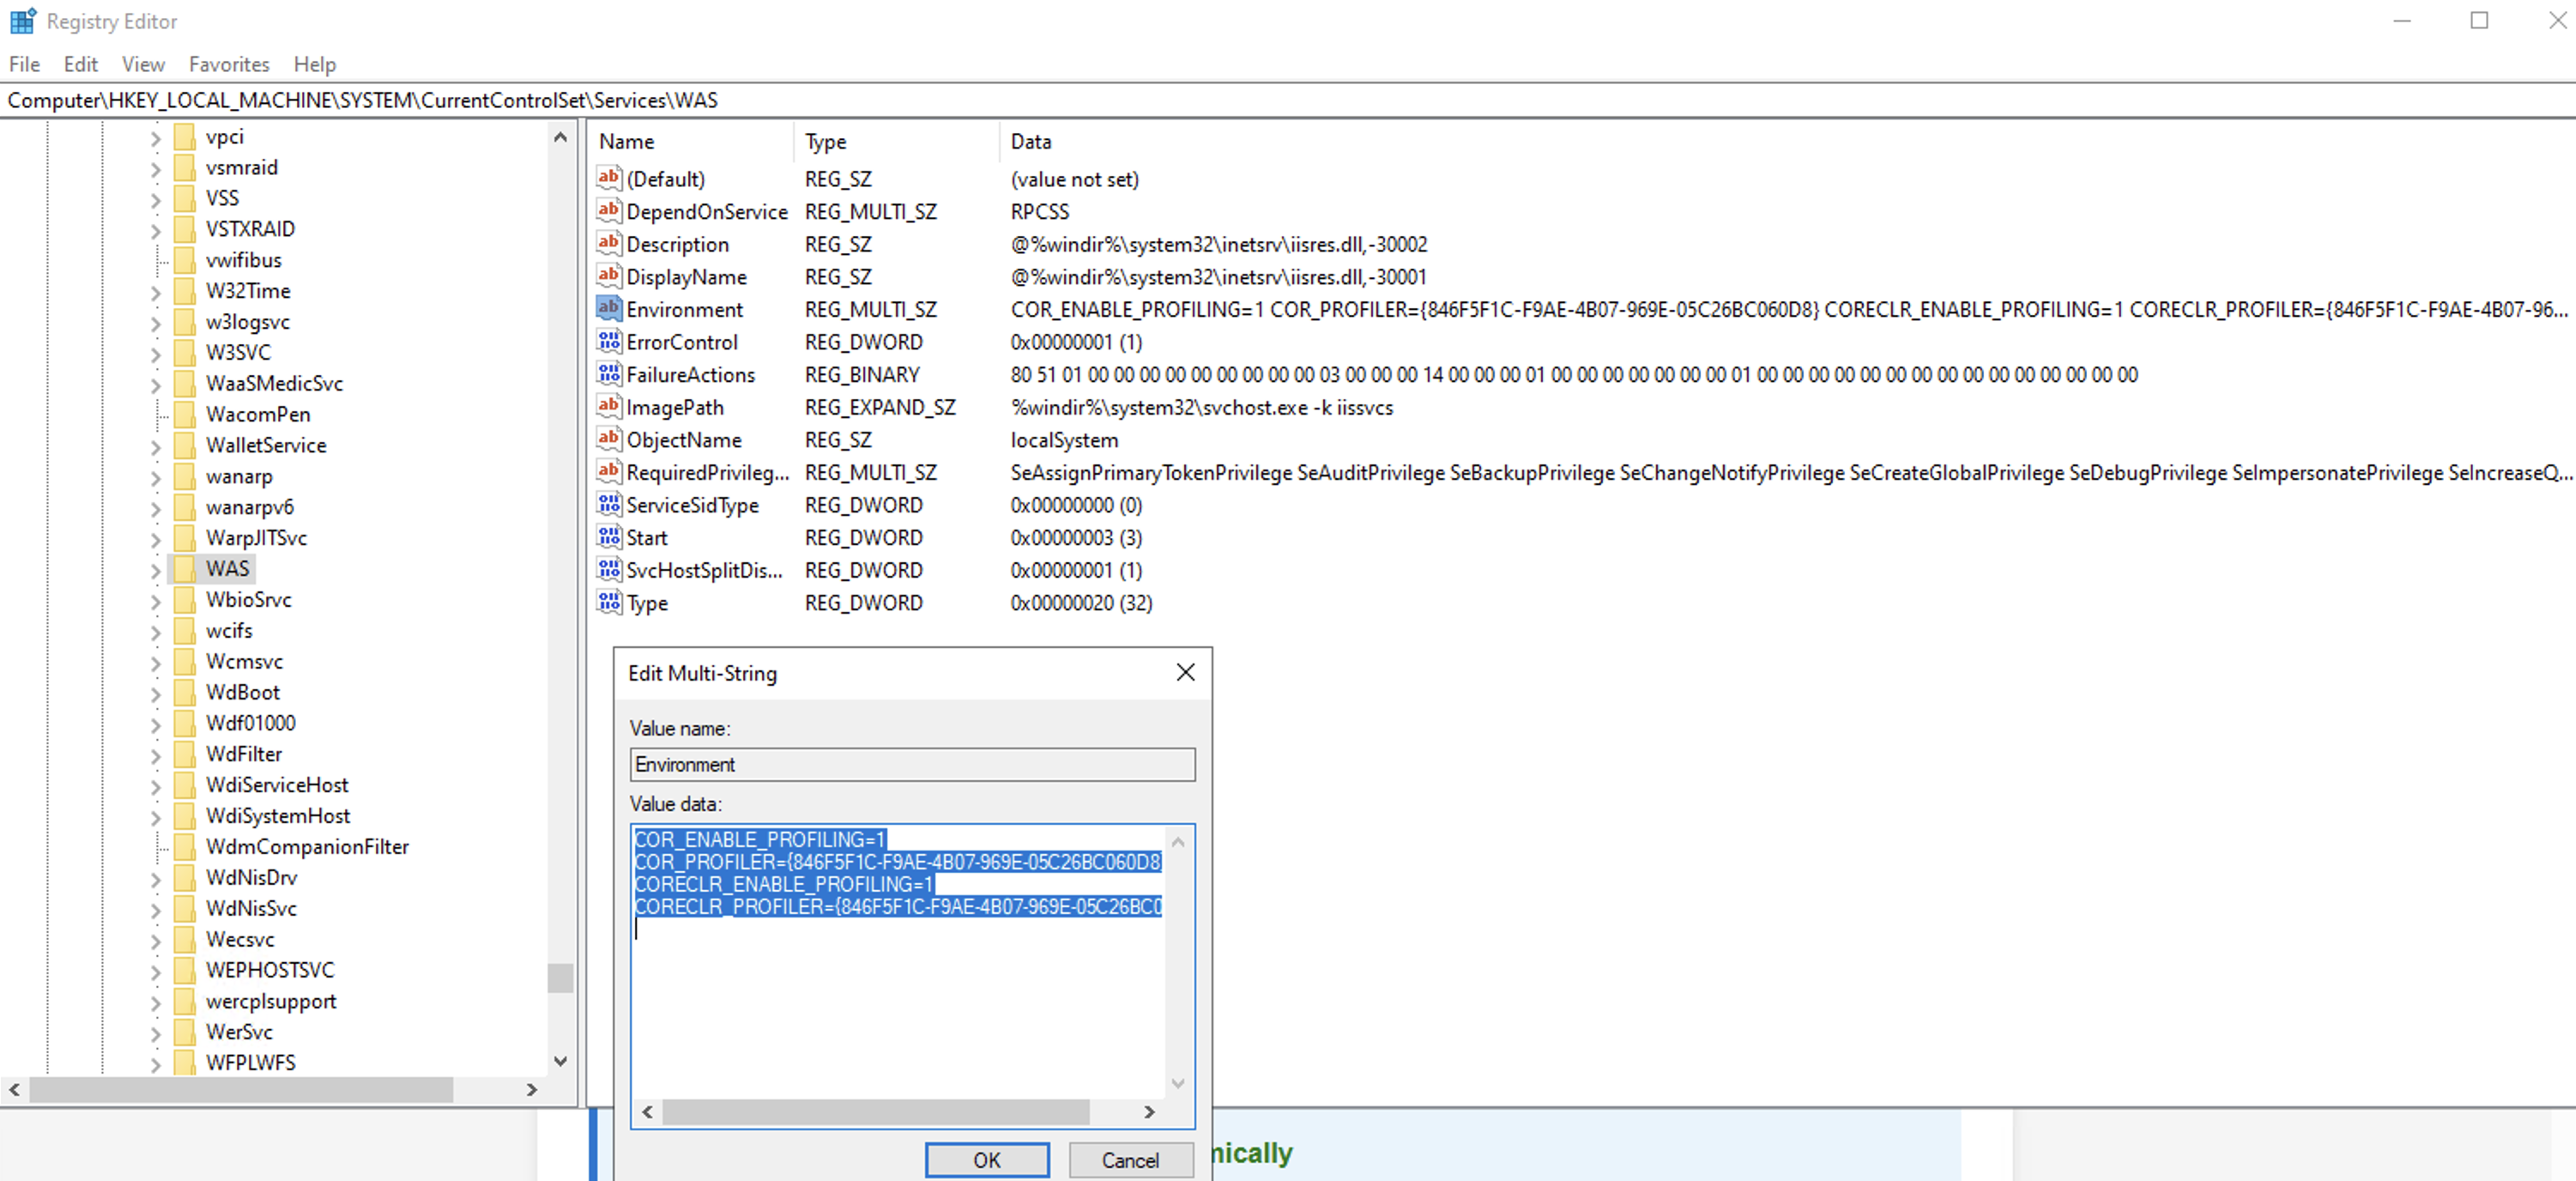 Registry Editor
File Edit View Favorites Help
Computer\HKEY_LOCAL_MACHINE\SYSTEM\CurrentControlSet\Services\WAS
vpci
vsmraid
VSS
VSTXRAID
vwifibus
W32Time
w3logsvc
W3SVC
WaaSMedicSvc
WacomPen
WalletService
wanarp
wanarpv6
WarpJITSvc
WAS
WbioSrvc
wcifs
Wcmsvc
WdBoot
Wdf01000
WdFilter
WdiServiceHost
WdiSystemHost
WdmCompanionFilter
WdNisDrv
WdNisSvc
Wecsvc
WEPHOSTSVC
wercplsupport
WerSvc
WFPLWFS
Name Type Data
(Default) REG_SZ (value not set)
DependOnService REG_MULTI_SZ RPCSS
Description REG_SZ @%windir%\system32\inetsrv\iisres.dll,-30002
DisplayName REG_SZ @%windir%\system32\inetsrv\iisres.dll,-30001
Environment REG_MULTI_SZ COR_ENABLE_PROFILING=1 COR_PROFILER={846F5F1C-F9AE-4B07-969E-05C26BC060D8} CORECLR_ENABLE_PROFILING=1 CORECLR_PROFILER={846F5F1C-F9AE-4B07-96...
ErrorControl REG_DWORD 0x00000001 (1)
FailureActions REG_BINARY 80 51 01 00 00 00 00 00 00 00 00 00 03 00 00 00 14 00 00 00 01 00 00 00 00 00 00 00 01 00 00 00 00 00 00 00 00 00 00 00 00 00 00 00
ImagePath REG_EXPAND_SZ %windir%\system32\svchost.exe -k iissvcs
ObjectName REG_SZ localSystem
RequiredPrivileg... REG_MULTI_SZ SeAssignPrimaryTokenPrivilege SeAuditPrivilege SeBackupPrivilege SeChangeNotifyPrivilege SeCreateGlobalPrivilege SeDebugPrivilege SeImpersonatePrivilege SeIncreaseQ...
ServiceSidType REG_DWORD 0x00000000 (0)
Start REG_DWORD 0x00000003 (3)
SvcHostSplitDis... REG_DWORD 0x00000001 (1)
Type REG_DWORD 0x00000020 (32)
Edit Multi-String
Value name:
Environment
Value data:
COR_ENABLE_PROFILING=1
COR_PROFILER={846F5F1C-F9AE-4B07-969E-05C26BC060D8}
CORECLR_ENABLE_PROFILING=1
CORECLR_PROFILER={846F5F1C-F9AE-4B07-969E-05C26BC0
OK Cancel
nically